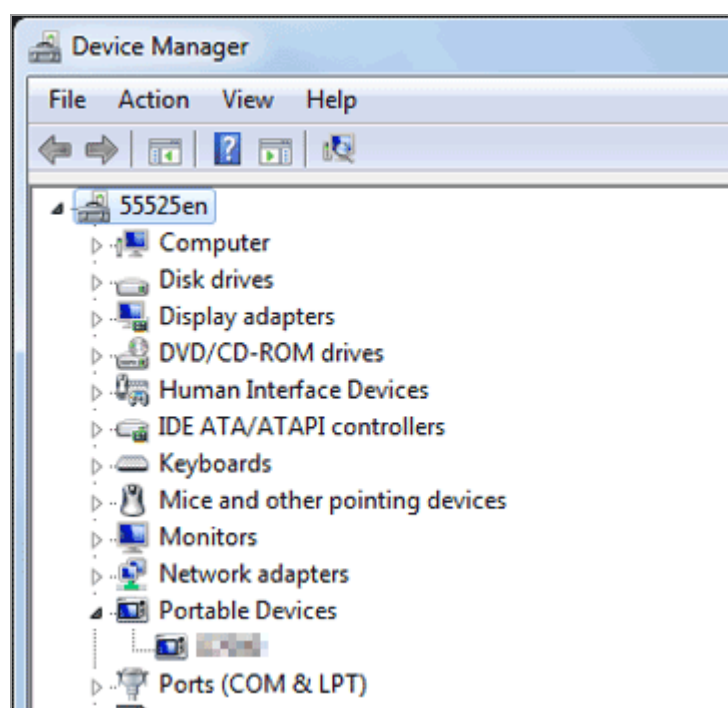 Device Manager
File Action View Help
55525en
Computer
Disk drives
Display adapters
DVD/CD-ROM drives
Human Interface Devices
IDE ATA/ATAPI controllers
Keyboards
Mice and other pointing devices
Monitors
Network adapters
Portable Devices
Ports (COM & LPT)